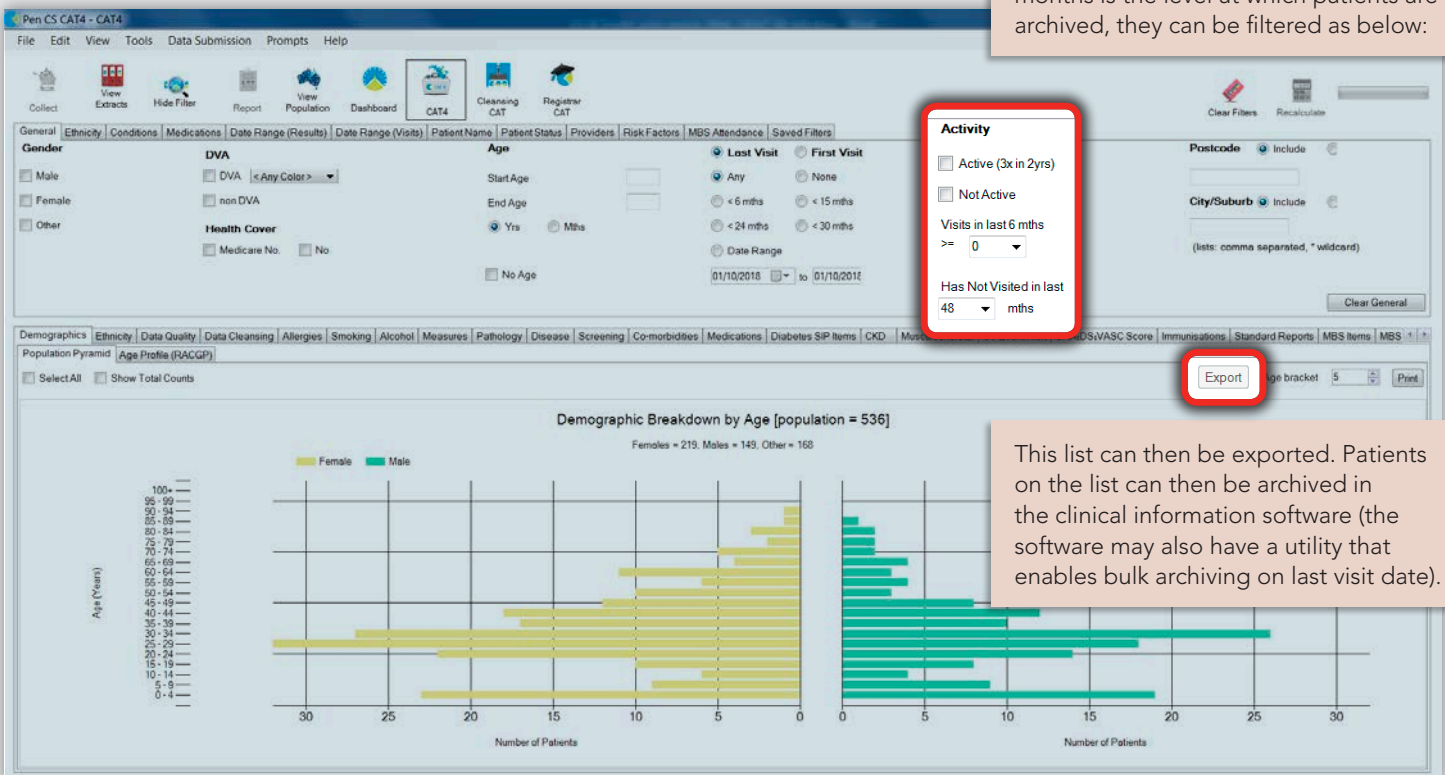 months is the level at which patients are
archived, they can be filtered as below:
Pen CS CAT4 - CAT4
File Edit View Tools Data Submission Prompts Help
Collect View Extracts Hide Filter Report View Population Dashboard CAT4 Cleansing CAT Registrar CAT Clear Filters Recalculate
General Ethnicity Conditions Medications Date Range (Results) Date Range (Visits) Patient Name Patient Status Providers Risk Factors MBS Attendance Saved Filters
Gender
Male
Female
Other
DVA
DVA <Any Color>
non DVA
Health Cover
Medicare No. No
Age
Start Age
End Age
Yrs Mths
No Age
Last Visit First Visit
Any None
< 6 mths < 15 mths
< 24 mths < 30 mths
Date Range
01/10/2018 to 01/10/2018
Activity
Active (3x in 2yrs)
Not Active
Visits in last 6 mths
>= 0
Has Not Visited in last
48 mths
Postcode Include
City/Suburb Include
(lists: comma separated, * wildcard)
Clear General
Demographics Ethnicity Data Quality Data Cleansing Allergies Smoking Alcohol Measures Pathology Disease Screening Co-morbidities Medications Diabetes SIP Items CKD Score Immunisations Standard Reports MBS Items MBS
Population Pyramid Age Profile (RACGP)
Select All Show Total Counts
Export
bracket 5 Print
Demographic Breakdown by Age [population = 536]
Females = 219, Males = 149, Other = 168
Female Male
This list can then be exported. Patients
on the list can then be archived in
the clinical information software (the
software may also have a utility that
enables bulk archiving on last visit date).
Age (Years)
100+
95 - 99
90 - 94
85 - 89
80 - 84
75 - 79
70 - 74
65 - 69
60 - 64
55 - 59
50 - 54
45 - 49
40 - 44
35 - 39
30 - 34
25 - 29
20 - 24
15 - 19
10 - 14
5 - 9
0 - 4
30 25 20 15 10 5 0
0 5 10 15 20 25 30
Number of Patients
Number of Patients